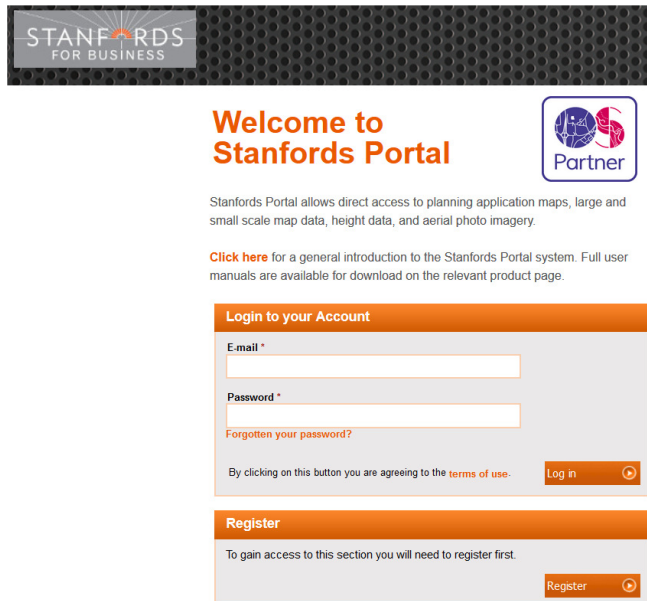 STANFORDS
FOR BUSINESS
Welcome to
Stanfords Portal
OS
Partner
Stanfords Portal allows direct access to planning application maps, large and
small scale map data, height data, and aerial photo imagery.
Click here for a general introduction to the Stanfords Portal system. Full user
manuals are available for download on the relevant product page.
Login to your Account
E-mail *
Password *
Forgotten your password?
By clicking on this button you are agreeing to the terms of use.
Log in
Register
To gain access to this section you will need to register first.
Register